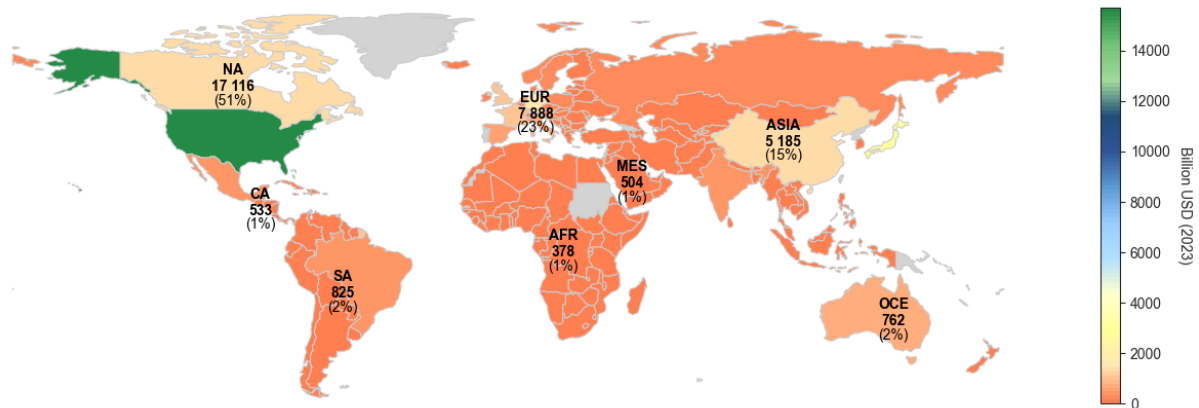 NA
17 116
(51%)
EUR
7 888
(23%)
ASIA
5 185
(15%)
MES
504
(1%)
CA
533
(1%)
AFR
378
(1%)
SA
825
(2%)
OCE
762
(2%)
14000
12000
10000
8000
6000
4000
2000
0
Billion USD (2023)